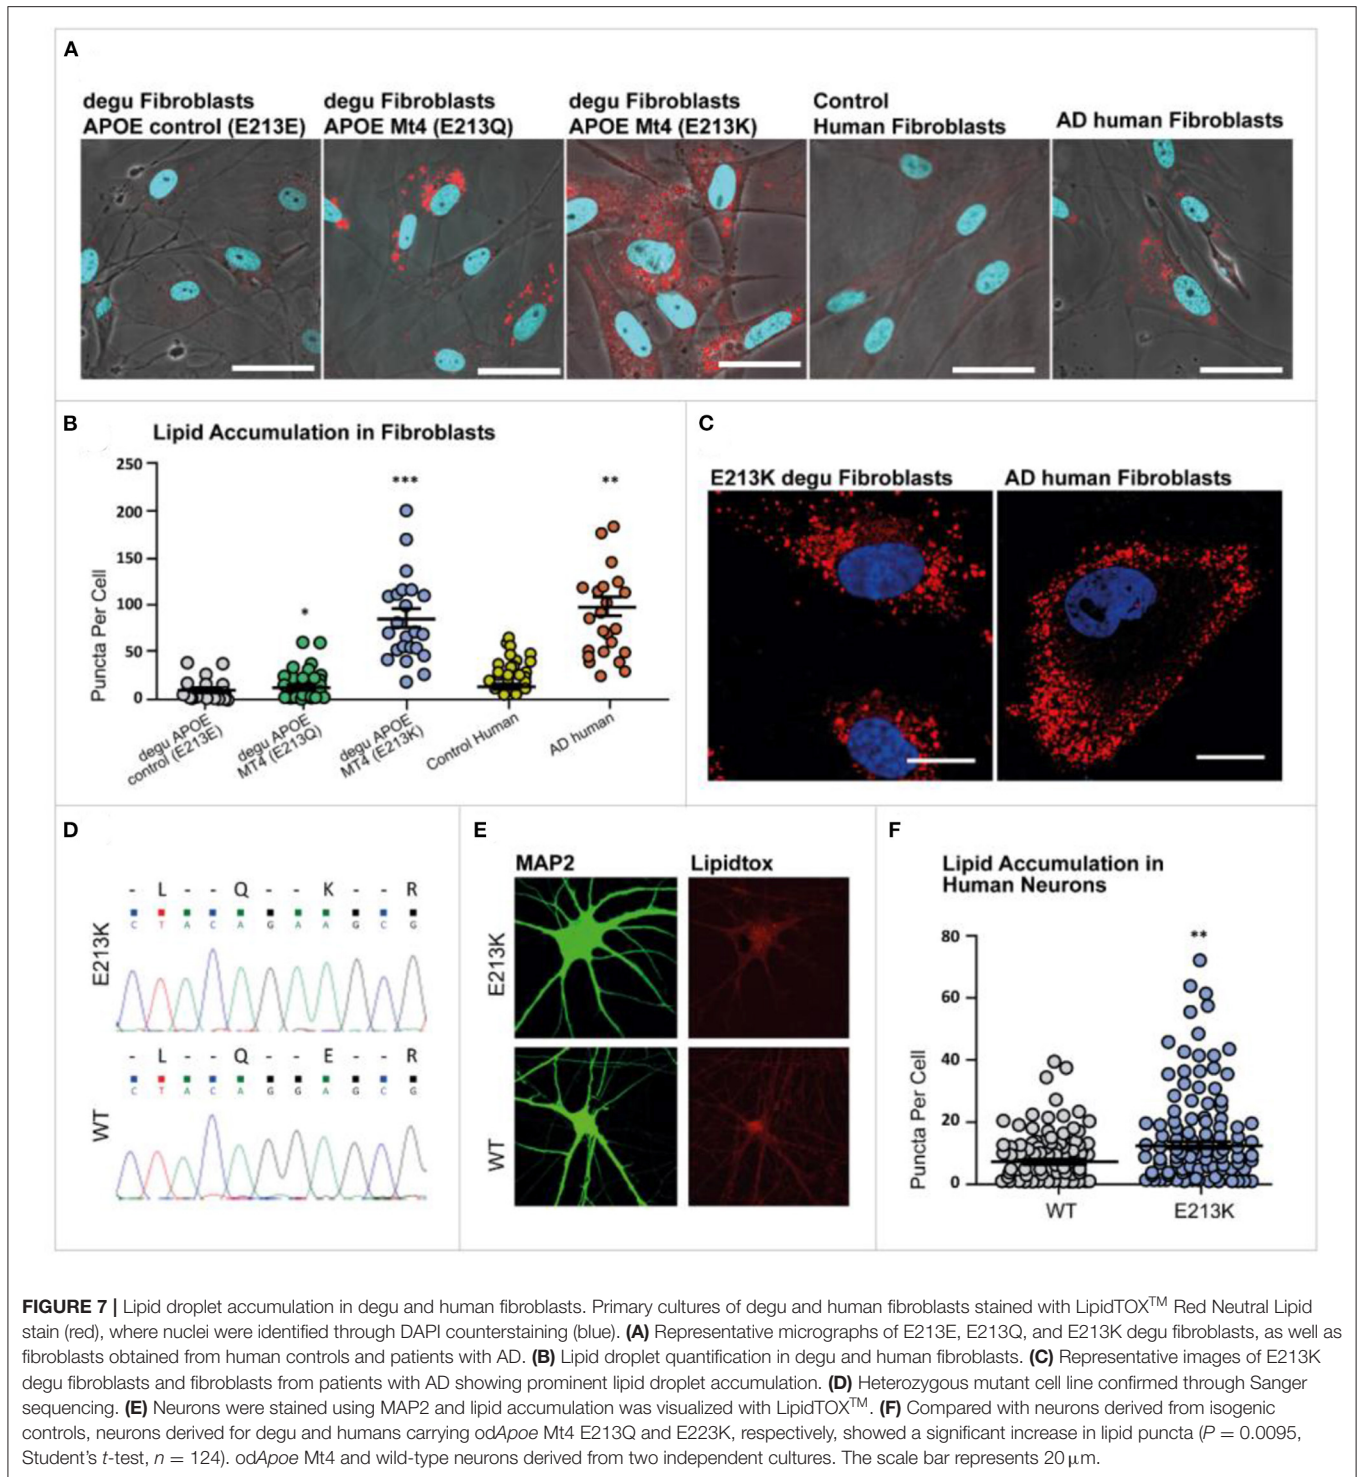 A
degu Fibroblasts
APOE control (E213E)
degu Fibroblasts
APOE Mt4 (E213Q)
degu Fibroblasts
APOE Mt4 (E213K)
Control
Human Fibroblasts
AD human Fibroblasts
B
Lipid Accumulation in Fibroblasts
Puncta Per Cell
250
200
150
100
50
0
*
***
**
degu APOE
control (E213E)
degu APOE
MT4 (E213Q)
degu APOE
MT4 (E213K)
Control Human
AD human
C
E213K degu Fibroblasts
AD human Fibroblasts
D
E213K
- L - - Q - - K - - R
C T A C A G A A G C G
WT
- L - - Q - - E - - R
C T A C A G G A G C G
E
MAP2
Lipidtox
E213K
WT
F
Lipid Accumulation in
Human Neurons
Puncta Per Cell
80
60
40
20
0
**
WT
E213K
FIGURE 7 | Lipid droplet accumulation in degu and human fibroblasts. Primary cultures of degu and human fibroblasts stained with LipidTOX™ Red Neutral Lipid
stain (red), where nuclei were identified through DAPI counterstaining (blue). (A) Representative micrographs of E213E, E213Q, and E213K degu fibroblasts, as well as
fibroblasts obtained from human controls and patients with AD. (B) Lipid droplet quantification in degu and human fibroblasts. (C) Representative images of E213K
degu fibroblasts and fibroblasts from patients with AD showing prominent lipid droplet accumulation. (D) Heterozygous mutant cell line confirmed through Sanger
sequencing. (E) Neurons were stained using MAP2 and lipid accumulation was visualized with LipidTOX™. (F) Compared with neurons derived from isogenic
controls, neurons derived for degu and humans carrying odApoe Mt4 E213Q and E223K, respectively, showed a significant increase in lipid puncta (P = 0.0095,
Student's t-test, n = 124). odApoe Mt4 and wild-type neurons derived from two independent cultures. The scale bar represents 20 μm.